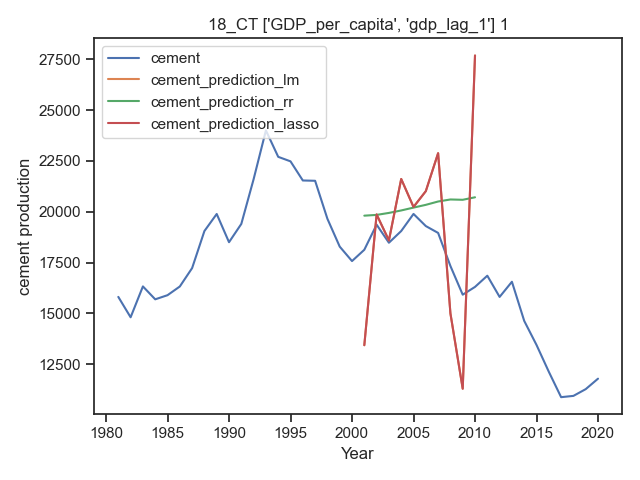 18_CT ['GDP_per_capita', 'gdp_lag_1'] 1
cement
cement_prediction_lm
cement_prediction_rr
cement_prediction_lasso
cement production
27500
25000
22500
20000
17500
15000
12500
1980 1985 1990 1995 2000 2005 2010 2015 2020
Year